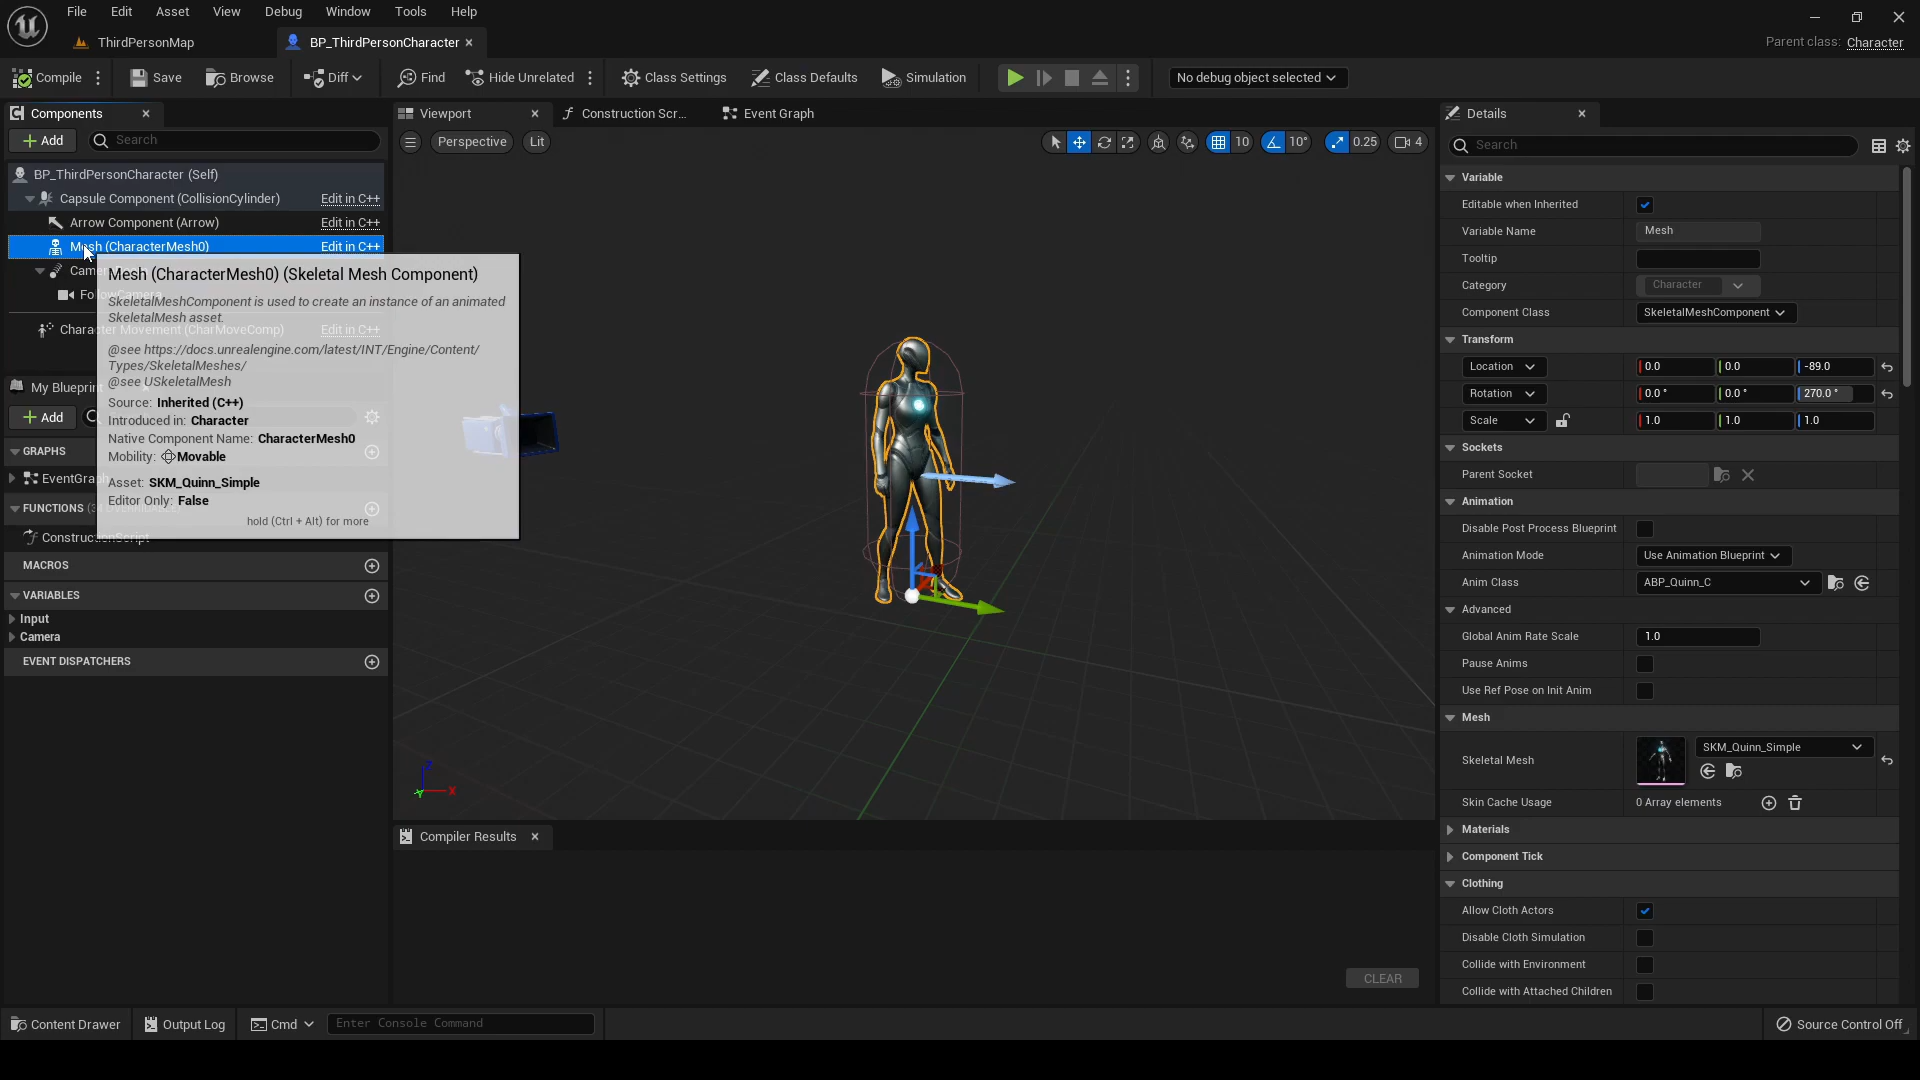 File Edit Asset View Debug Window Tools Help
ThirdPersonMap
BP_ThirdPersonCharacter
Parent class: Character
Compile
Save
Browse
Diff
Find
Hide Unrelated
Class Settings
Class Defaults
Simulation
No debug object selected
Components
Add
Search
BP_ThirdPersonCharacter (Self)
Capsule Component (CollisionCylinder) Edit in C++
Arrow Component (Arrow) Edit in C++
Mesh (CharacterMesh0) Edit in C++
Mesh (CharacterMesh0) (Skeletal Mesh Component)
SkeletalMeshComponent is used to create an instance of an animated
SkeletalMesh asset.
Character Movement (CharMoveComp) Edit in C++
@see https://docs.unrealengine.com/latest/INT/Engine/Content/
Types/SkeletalMeshes/
@see USkeletalMesh
Source: Inherited (C++)
Introduced in: Character
Native Component Name: CharacterMesh0
Mobility: Movable
Asset: SKM_Quinn_Simple
Editor Only: False
hold (Ctrl + Alt) for more
My Blueprint
Add
GRAPHS
EventGraph
FUNCTIONS
ConstructionScript
MACROS
VARIABLES
Input
Camera
EVENT DISPATCHERS
Viewport
Construction Scr...
Event Graph
Perspective
Lit
10
10°
0.25
4
Z
X
Y
Compiler Results
CLEAR
Details
Search
Variable
Editable when Inherited
Variable Name Mesh
Tooltip
Category Character
Component Class SkeletalMeshComponent
Transform
Location 0.0 0.0 -89.0
Rotation 0.0 ° 0.0 ° 270.0 °
Scale 1.0 1.0 1.0
Sockets
Parent Socket
Animation
Disable Post Process Blueprint
Animation Mode Use Animation Blueprint
Anim Class ABP_Quinn_C
Advanced
Global Anim Rate Scale 1.0
Pause Anims
Use Ref Pose on Init Anim
Mesh
Skeletal Mesh SKM_Quinn_Simple
Skin Cache Usage 0 Array elements
Materials
Component Tick
Clothing
Allow Cloth Actors
Disable Cloth Simulation
Collide with Environment
Collide with Attached Children
Content Drawer
Output Log
Cmd
Enter Console Command
Source Control Off